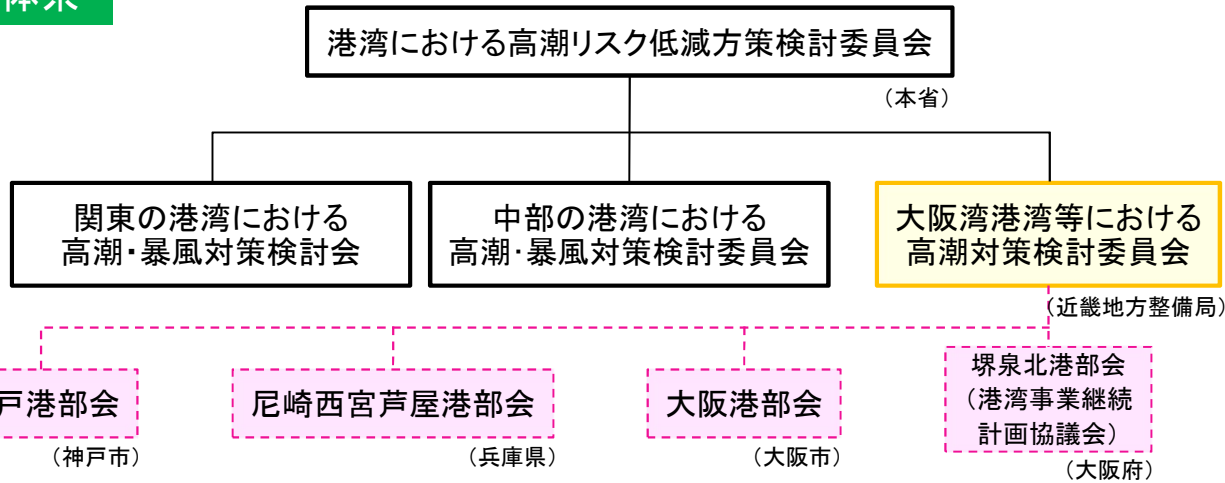 体系
港湾における高潮リスク低減方策検討委員会
（本省）
関東の港湾における
高潮・暴風対策検討会
中部の港湾における
高潮・暴風対策検討委員会
大阪湾港湾等における
高潮対策検討委員会
（近畿地方整備局）
戸港部会
（神戸市）
尼崎西宮芦屋港部会
（兵庫県）
大阪港部会
（大阪市）
堺泉北港部会
（港湾事業継続
計画協議会）
（大阪府）